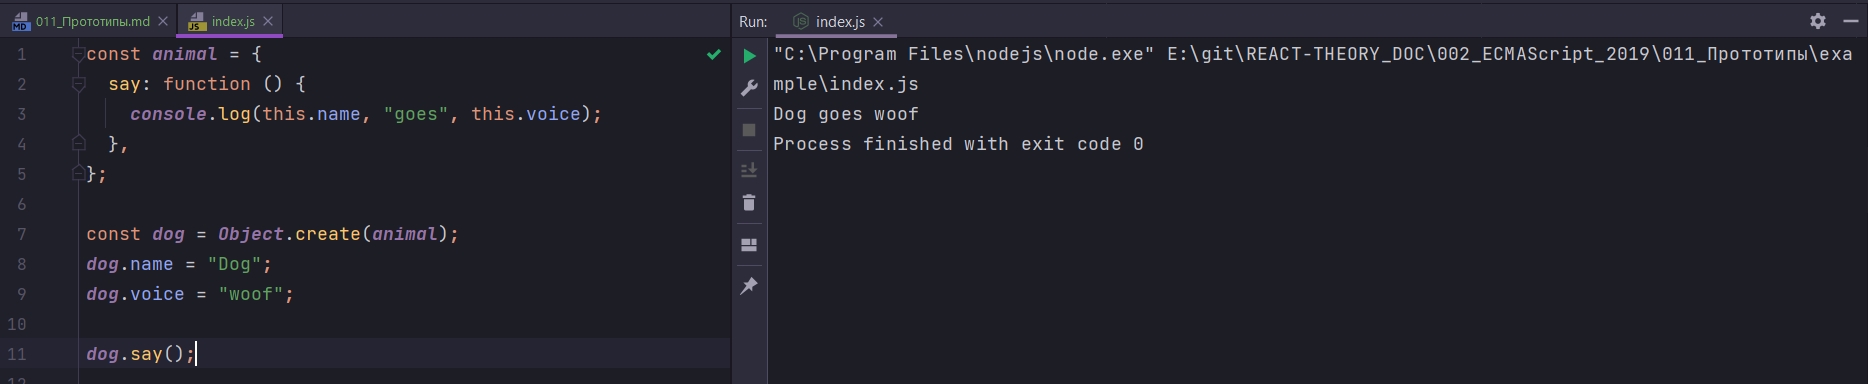 011_Прототипы.md index.js
1 const animal = {
2 say: function () {
3 console.log(this.name, "goes", this.voice);
4 },
5 };
6
7 const dog = Object.create(animal);
8 dog.name = "Dog";
9 dog.voice = "woof";
10
11 dog.say();
12
Run: index.js
"C:\Program Files\nodejs\node.exe" E:\git\REACT-THEORY_DOC\002_ECMAScript_2019\011_Прототипы\exa
mple\index.js
Dog goes woof
Process finished with exit code 0